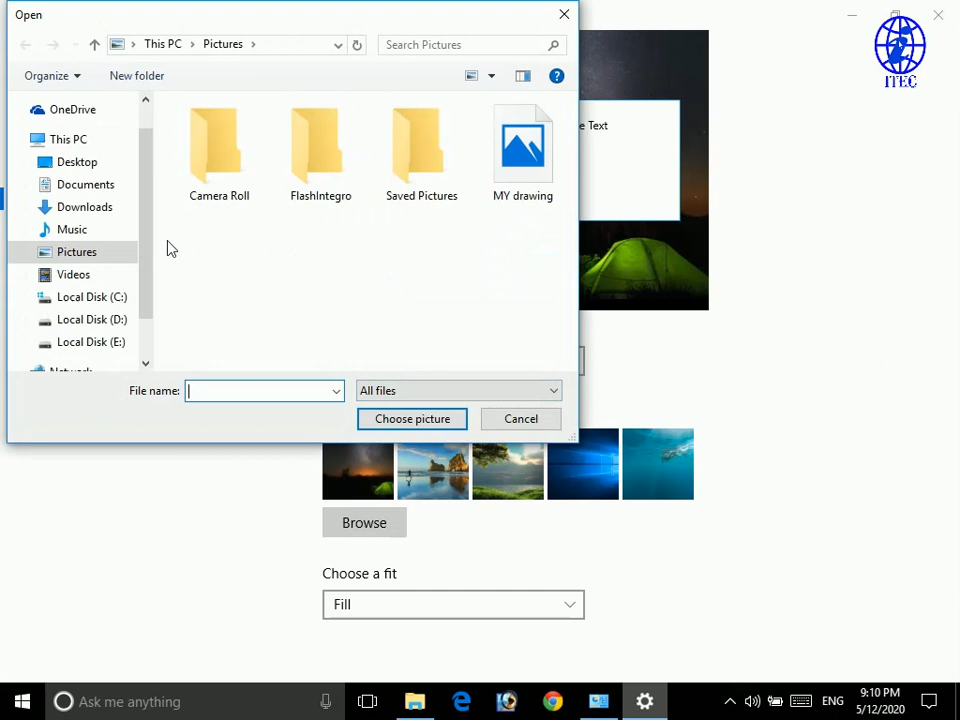 Open
This PC
Pictures
Search Pictures
Organize
New folder
ITEC
OneDrive
This PC
Desktop
Documents
Downloads
Music
Pictures
Videos
Local Disk (C:)
Local Disk (D:)
Local Disk (E:)
Network
Camera Roll
FlashIntegro
Saved Pictures
MY drawing
e Text
File name:
All files
Choose picture
Cancel
Browse
Choose a fit
Fill
Ask me anything
ENG
9:10 PM
5/12/2020